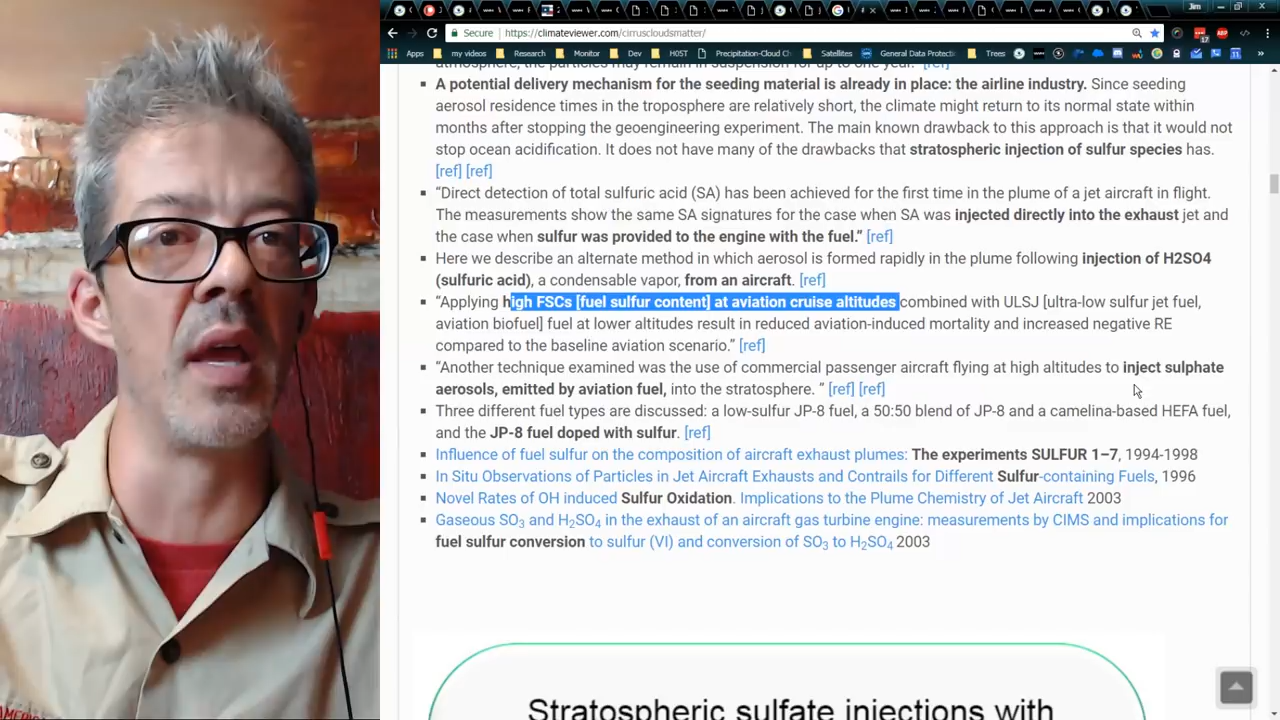 Jim
Secure | https://climateviewer.com/cirruscloudsmatter/
Apps my videos Research Monitor Dev H0ST Precipitation-Cloud Ch Satellites General Data Protecti Trees
atmosphere, the particles may remain in suspension for up to one year. [ref]
A potential delivery mechanism for the seeding material is already in place: the airline industry. Since seeding
aerosol residence times in the troposphere are relatively short, the climate might return to its normal state within
months after stopping the geoengineering experiment. The main known drawback to this approach is that it would not
stop ocean acidification. It does not have many of the drawbacks that stratospheric injection of sulfur species has.
[ref] [ref]
“Direct detection of total sulfuric acid (SA) has been achieved for the first time in the plume of a jet aircraft in flight.
The measurements show the same SA signatures for the case when SA was injected directly into the exhaust jet and
the case when sulfur was provided to the engine with the fuel.” [ref]
Here we describe an alternate method in which aerosol is formed rapidly in the plume following injection of H2SO4
(sulfuric acid), a condensable vapor, from an aircraft. [ref]
“Applying high FSCs [fuel sulfur content] at aviation cruise altitudes combined with ULSJ [ultra-low sulfur jet fuel,
aviation biofuel] fuel at lower altitudes result in reduced aviation-induced mortality and increased negative RE
compared to the baseline aviation scenario.” [ref]
“Another technique examined was the use of commercial passenger aircraft flying at high altitudes to inject sulphate
aerosols, emitted by aviation fuel, into the stratosphere. ” [ref] [ref]
Three different fuel types are discussed: a low-sulfur JP-8 fuel, a 50:50 blend of JP-8 and a camelina-based HEFA fuel,
and the JP-8 fuel doped with sulfur. [ref]
Influence of fuel sulfur on the composition of aircraft exhaust plumes: The experiments SULFUR 1–7, 1994-1998
In Situ Observations of Particles in Jet Aircraft Exhausts and Contrails for Different Sulfur-containing Fuels, 1996
Novel Rates of OH induced Sulfur Oxidation. Implications to the Plume Chemistry of Jet Aircraft 2003
Gaseous SO3 and H2SO4 in the exhaust of an aircraft gas turbine engine: measurements by CIMS and implications for
fuel sulfur conversion to sulfur (VI) and conversion of SO3 to H2SO4 2003
Stratospheric sulfate injections with